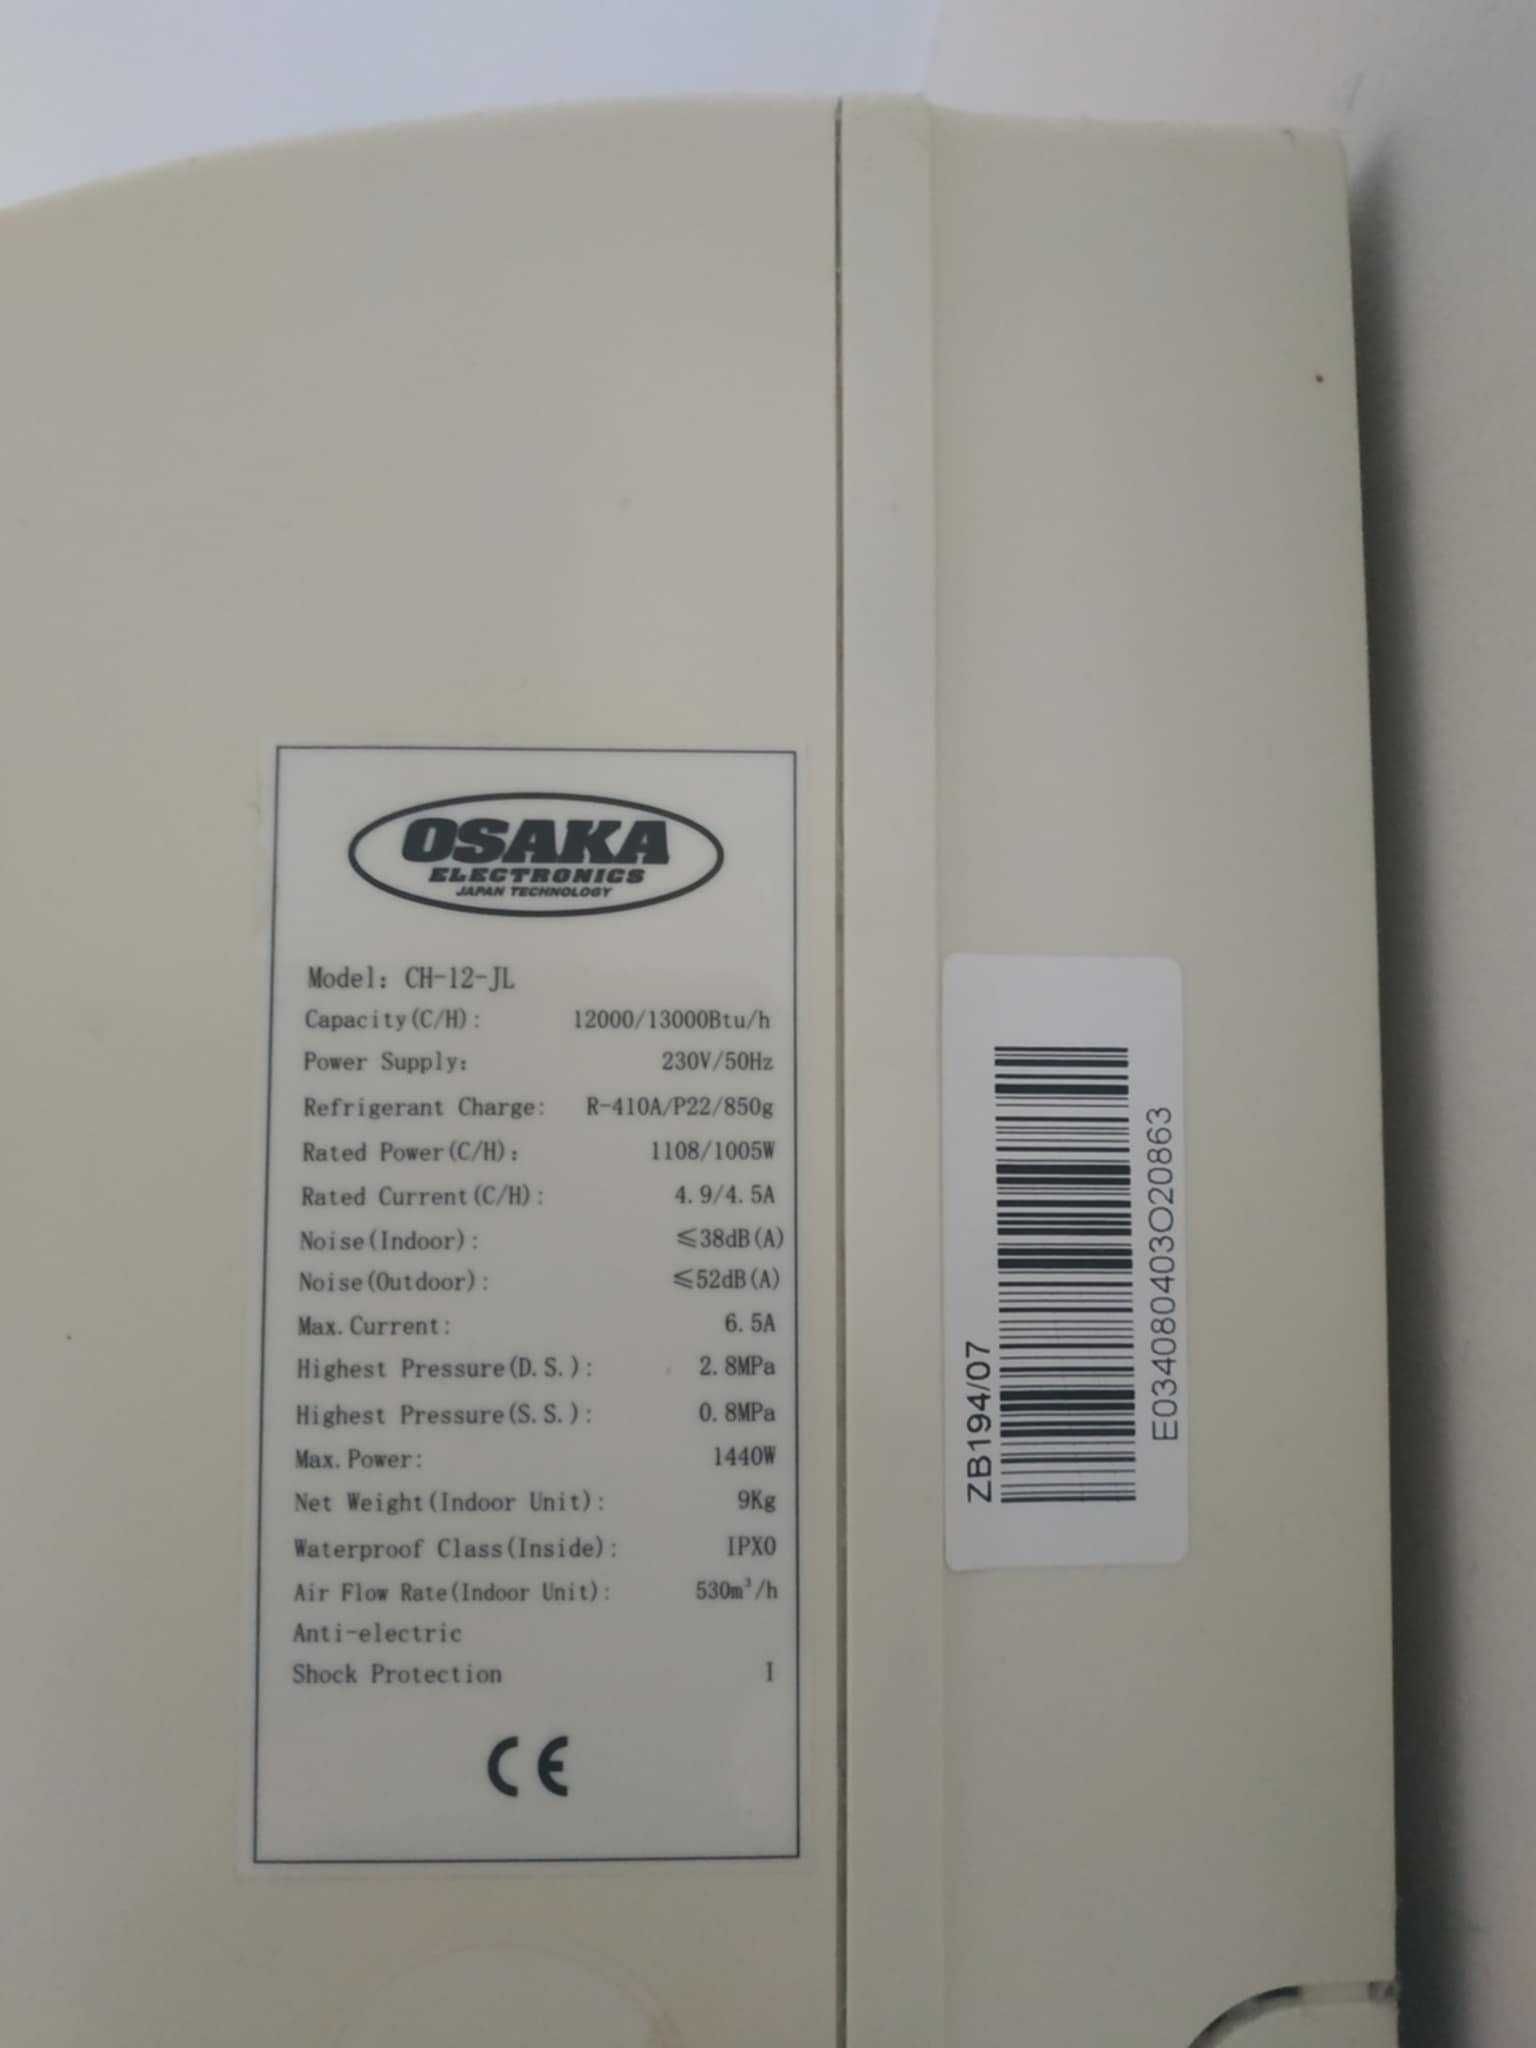 OSAKA
ELECTRONICS
JAPAN TECHNOLOGY
Model: CH-12-JL
Capacity(C/H): 12000/13000Btu/h
Power Supply: 230V/50Hz
Refrigerant Charge: R-410A/P22/850g
Rated Power(C/H): 1108/1005W
Rated Current(C/H): 4.9/4.5A
Noise(Indoor): ≤38dB(A)
Noise(Outdoor): ≤52dB(A)
Max.Current: 6.5A
Highest Pressure(D.S.): 2.8MPa
Highest Pressure(S.S.): 0.8MPa
Max.Power: 1440W
Net Weight(Indoor Unit): 9Kg
Waterproof Class(Inside): IPX0
Air Flow Rate(Indoor Unit): 530m³/h
Anti-electric
Shock Protection I
CE
ZB194/07
E034080403O20863